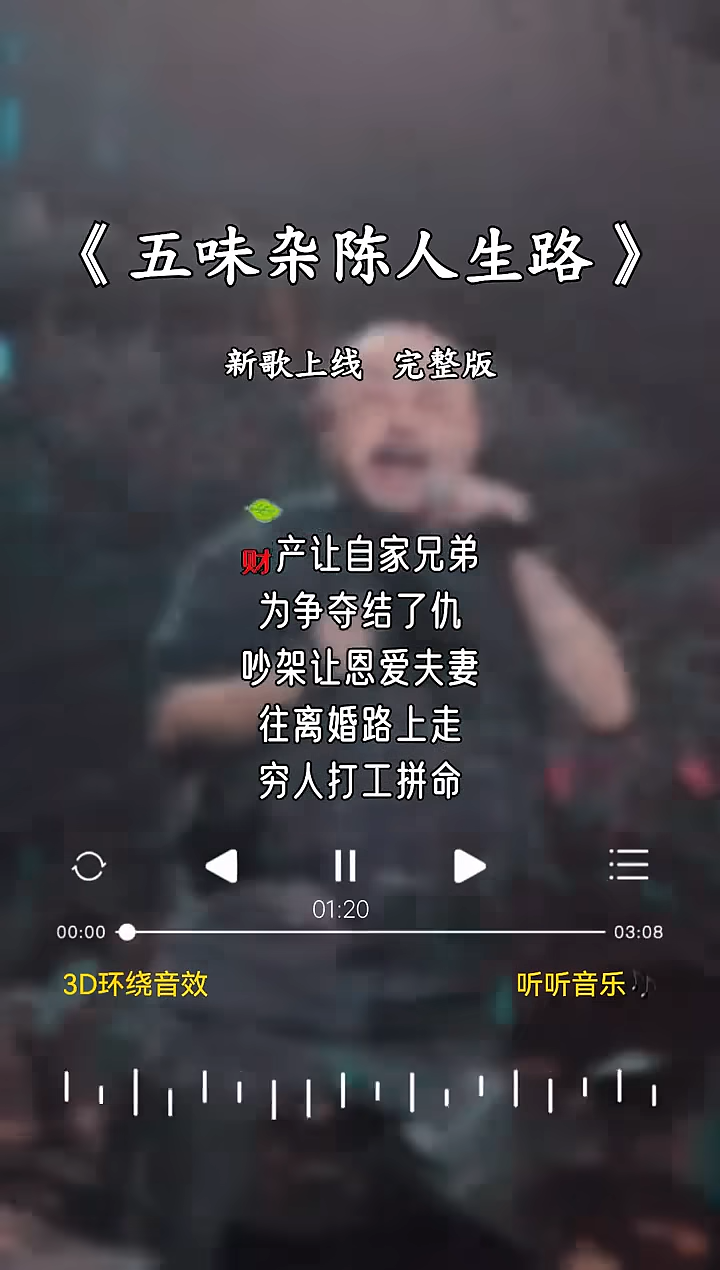 《五味杂陈人生路》
新歌上线 完整版
财产让自家兄弟
为争夺结了仇
吵架让恩爱夫妻
往离婚路上走
穷人打工拼命
01:20
00:00 03:08
3D环绕音效 听听音乐